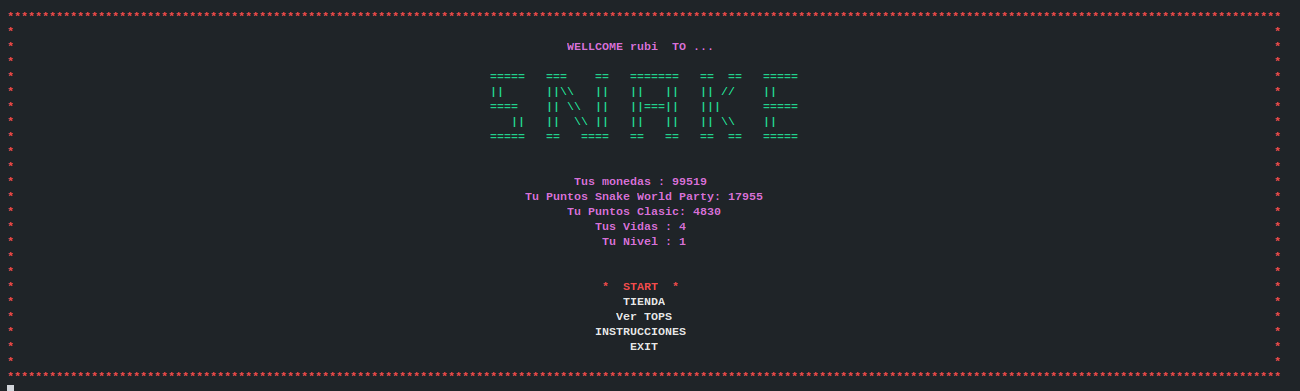 WELLCOME rubi  TO ...
SNAKE
Tus monedas : 99519
Tu Puntos Snake World Party: 17955
Tu Puntos Clasic: 4830
Tus Vidas : 4
Tu Nivel : 1
*  START  *
TIENDA
Ver TOPS
INSTRUCCIONES
EXIT